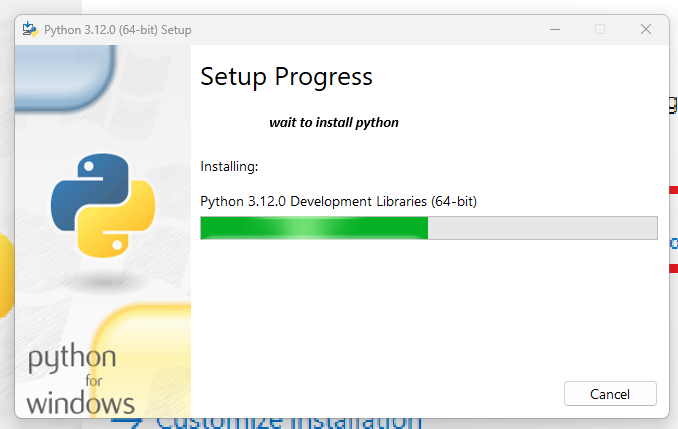 Python 3.12.0 (64-bit) Setup
Setup Progress
wait to install python
Installing:
Python 3.12.0 Development Libraries (64-bit)
python
for
windows
Cancel
Customize installation